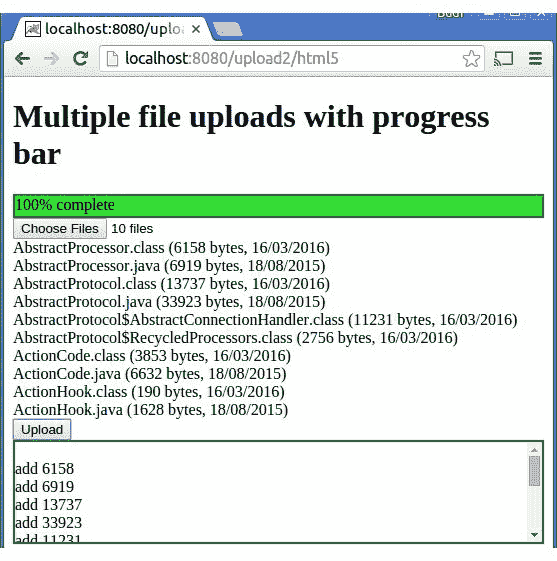 Budi
localhost:8080/uploa
localhost:8080/upload2/html5
Multiple file uploads with progress
bar
100% complete
Choose Files 10 files
AbstractProcessor.class (6158 bytes, 16/03/2016)
AbstractProcessor.java (6919 bytes, 18/08/2015)
AbstractProtocol.class (13737 bytes, 16/03/2016)
AbstractProtocol.java (33923 bytes, 18/08/2015)
AbstractProtocol$AbstractConnectionHandler.class (11231 bytes, 16/03/2016)
AbstractProtocol$RecycledProcessors.class (2756 bytes, 16/03/2016)
ActionCode.class (3853 bytes, 16/03/2016)
ActionCode.java (6632 bytes, 18/08/2015)
ActionHook.class (190 bytes, 16/03/2016)
ActionHook.java (1628 bytes, 18/08/2015)
Upload
add 6158
add 6919
add 13737
add 33923
add 11231